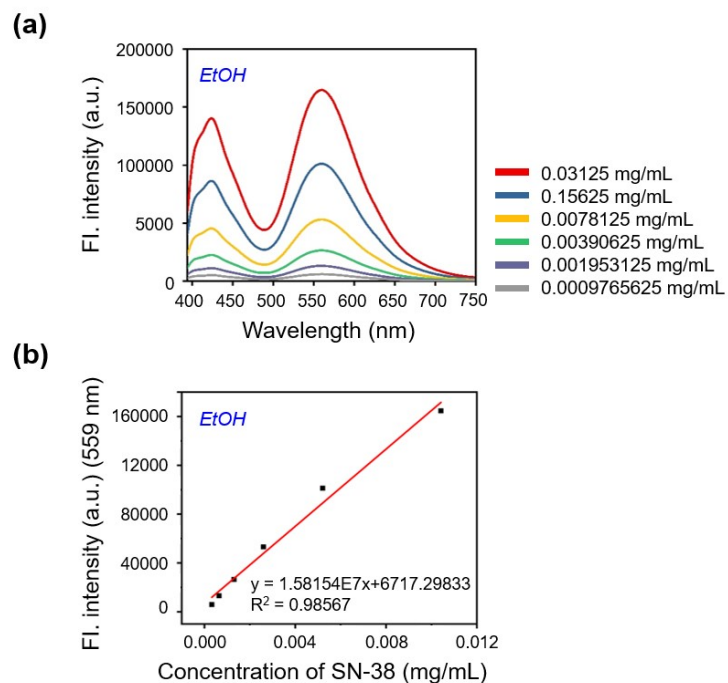 (a)
200000
150000
100000
5000
0
Fl. intensity (a.u.)
EtOH
400 450 500 550 600 650 700 750
Wavelength (nm)
0.03125 mg/mL
0.15625 mg/mL
0.0078125 mg/mL
0.00390625 mg/mL
0.001953125 mg/mL
0.0009765625 mg/mL
(b)
160000
120000
80000
40000
0
Fl. intensity (a.u.) (559 nm)
EtOH
y = 1.58154E7x+6717.29833
R² = 0.98567
0.000 0.004 0.008 0.012
Concentration of SN-38 (mg/mL)